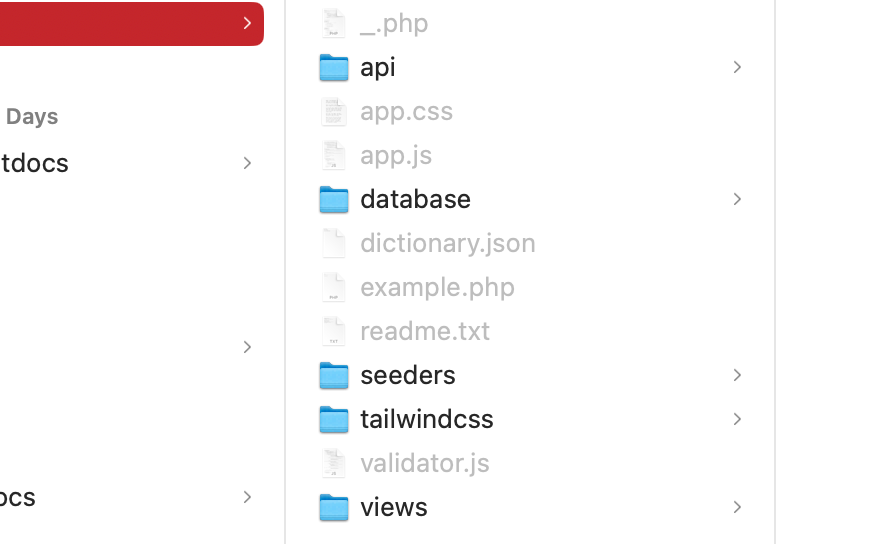 Days
tdocs
ocs
_.php
api
app.css
app.js
database
dictionary.json
example.php
readme.txt
seeders
tailwindcss
validator.js
views